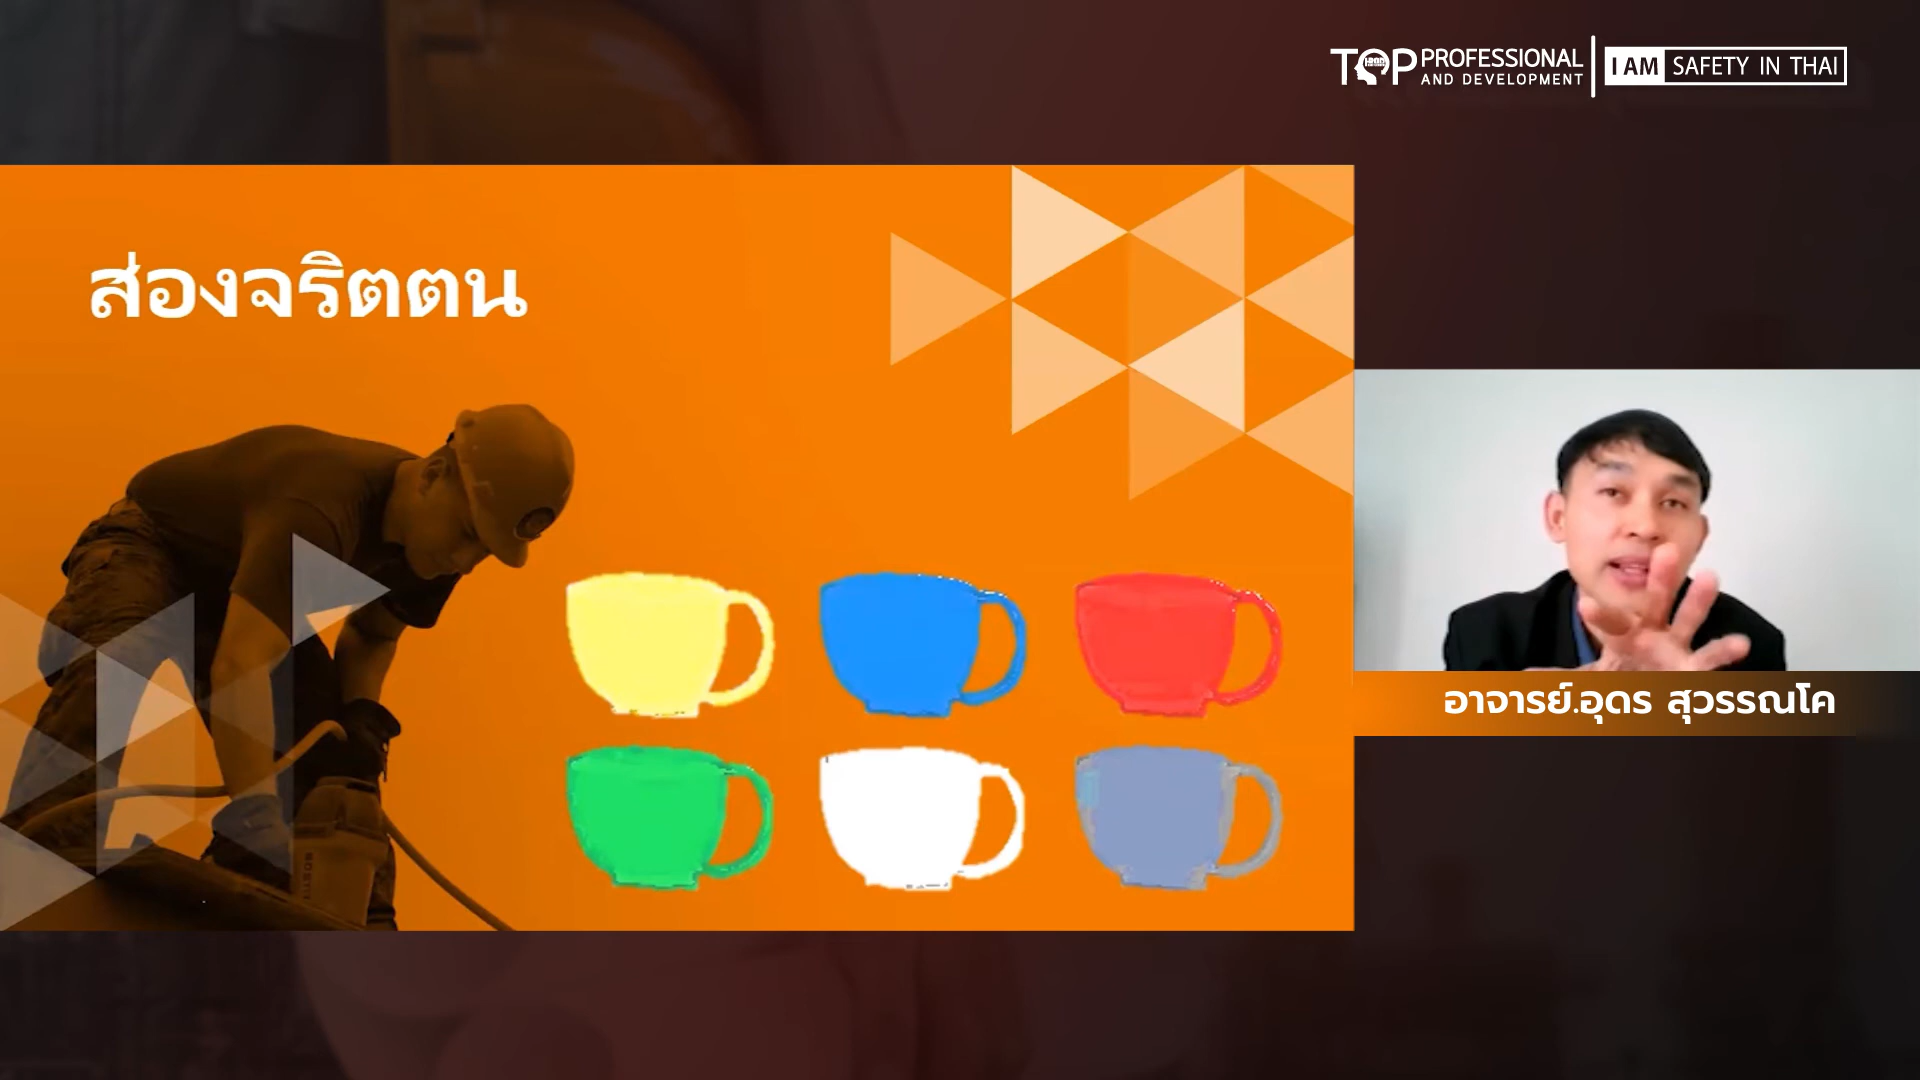 TOP PROFESSIONAL AND DEVELOPMENT
I AM SAFETY IN THAI
ส่องจริตตน
อาจารย์.อุดร สุวรรณโค